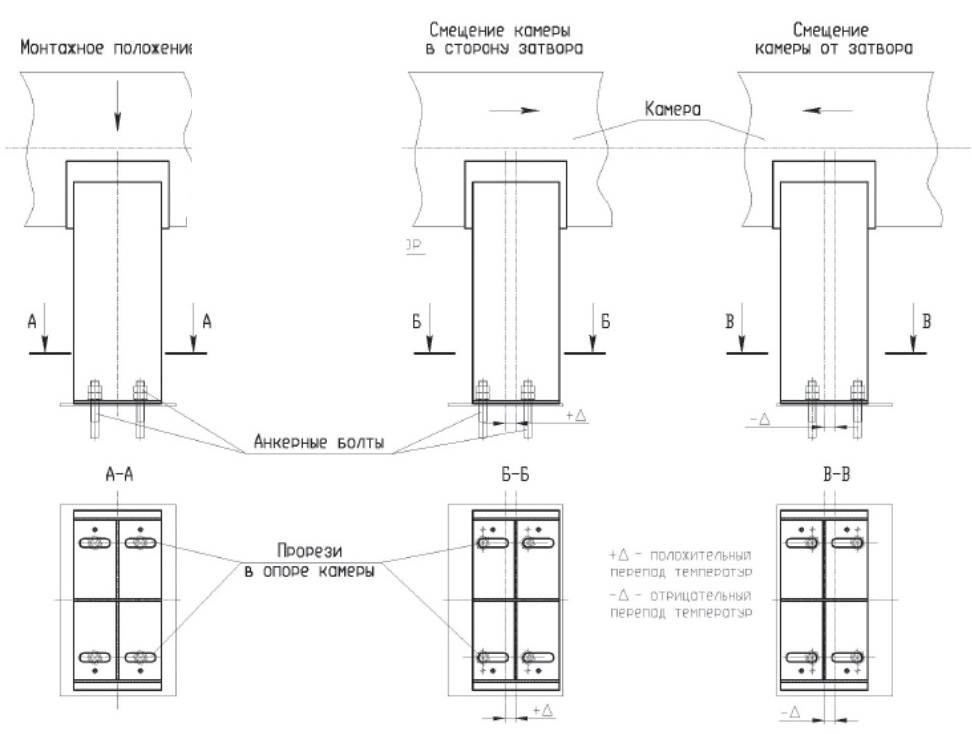 Монтажное положение
Смещение камеры
в сторону затвора
Смещение
камеры от затвора
Камера
А
А
Б
Б
В
В
+Δ
-Δ
Анкерные болты
А-А
Б-Б
В-В
Прорези
в опоре камеры
+Δ - положительный
перепад температур
-Δ - отрицательный
перепад температур
+Δ
-Δ